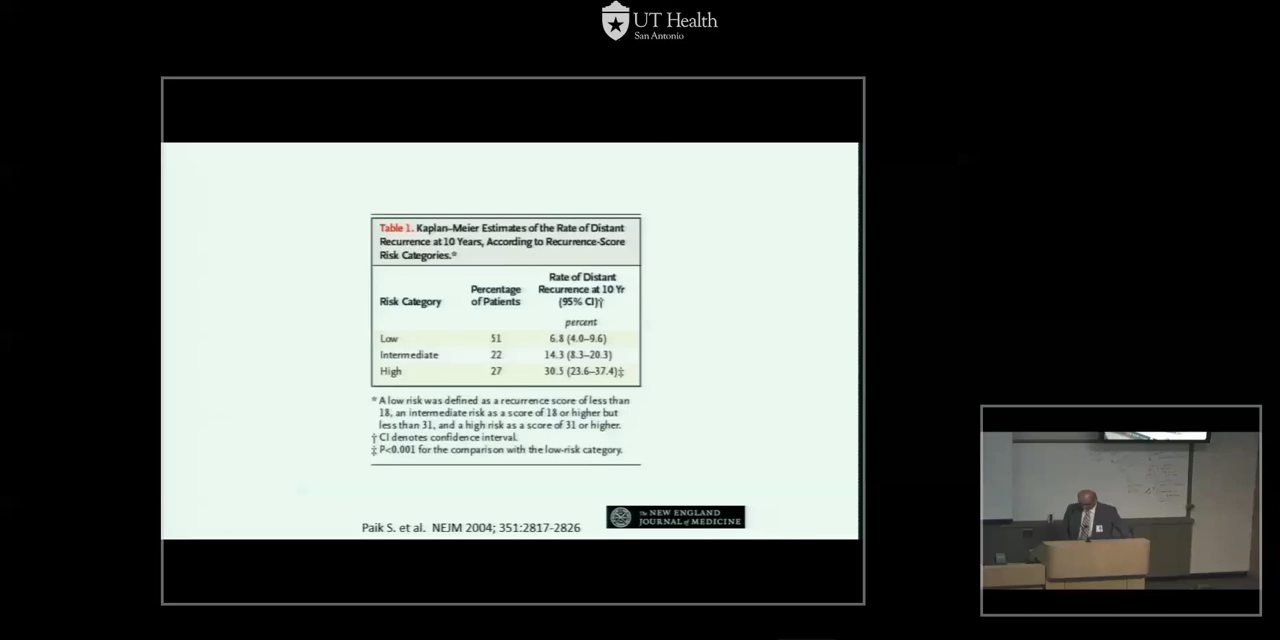 UT Health
San Antonio
Table 1. Kaplan–Meier Estimates of the Rate of Distant
Recurrence at 10 Years, According to Recurrence-Score
Risk Categories.*
Risk Category
Percentage
of Patients
Rate of Distant
Recurrence at 10 Yr
(95% CI)†
percent
Low 51 6.8 (4.0–9.6)
Intermediate 22 14.3 (8.3–20.3)
High 27 30.5 (23.6–37.4)‡
* A low risk was defined as a recurrence score of less than
18, an intermediate risk as a score of 18 or higher but
less than 31, and a high risk as a score of 31 or higher.
† CI denotes confidence interval.
‡ P<0.001 for the comparison with the low-risk category.
Paik S. et al. NEJM 2004; 351:2817-2826
The NEW ENGLAND
JOURNAL of MEDICINE